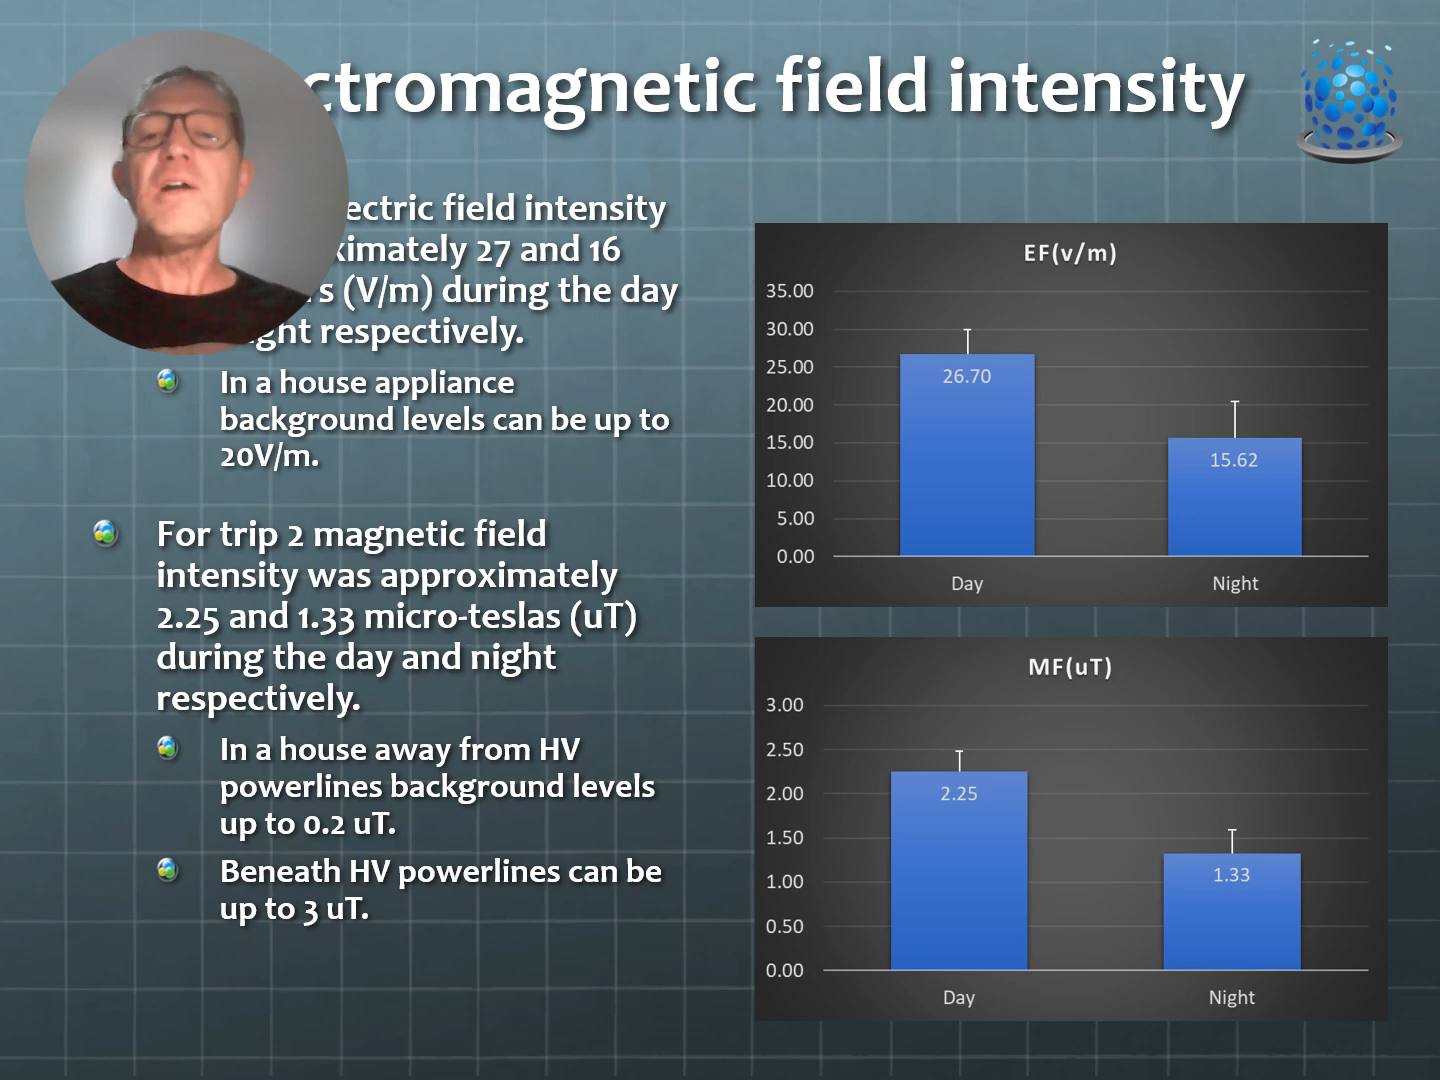 ctromagnetic field intensity
ectric field intensity
ximately 27 and 16
s (V/m) during the day
ght respectively.
In a house appliance
background levels can be up to
20V/m.
For trip 2 magnetic field
intensity was approximately
2.25 and 1.33 micro-teslas (uT)
during the day and night
respectively.
In a house away from HV
powerlines background levels
up to 0.2 uT.
Beneath HV powerlines can be
up to 3 uT.
EF(v/m)
35.00
30.00
25.00
20.00
15.00
10.00
5.00
0.00
26.70
15.62
Day Night
MF(uT)
3.00
2.50
2.00
1.50
1.00
0.50
0.00
2.25
1.33
Day Night